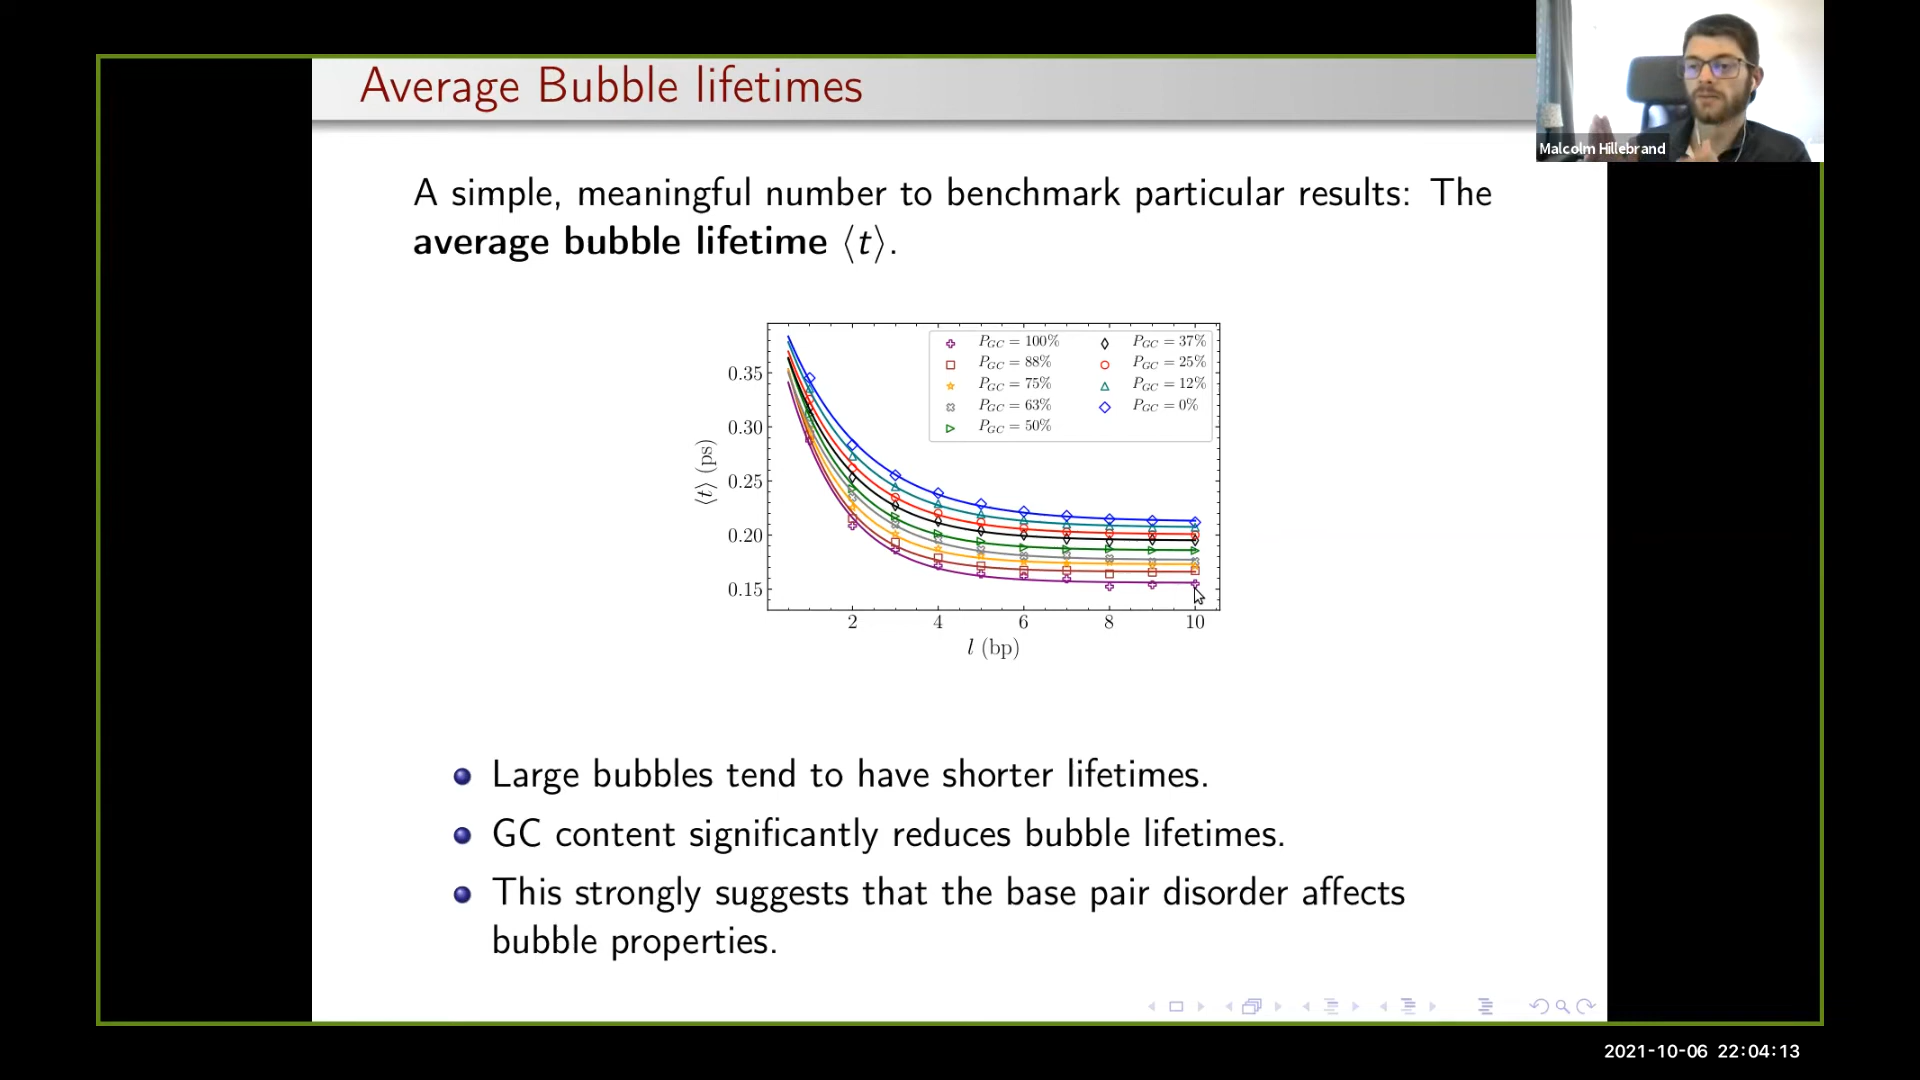 Average Bubble lifetimes
Malcolm Hillebrand
A simple, meaningful number to benchmark particular results: The
average bubble lifetime ⟨t⟩.
P_GC = 100%
P_GC = 88%
P_GC = 75%
P_GC = 63%
P_GC = 50%
P_GC = 37%
P_GC = 25%
P_GC = 12%
P_GC = 0%
0.35
0.30
0.25
0.20
0.15
⟨t⟩ (ps)
2 4 6 8 10
l (bp)
Large bubbles tend to have shorter lifetimes.
GC content significantly reduces bubble lifetimes.
This strongly suggests that the base pair disorder affects
bubble properties.
2021-10-06 22:04:13